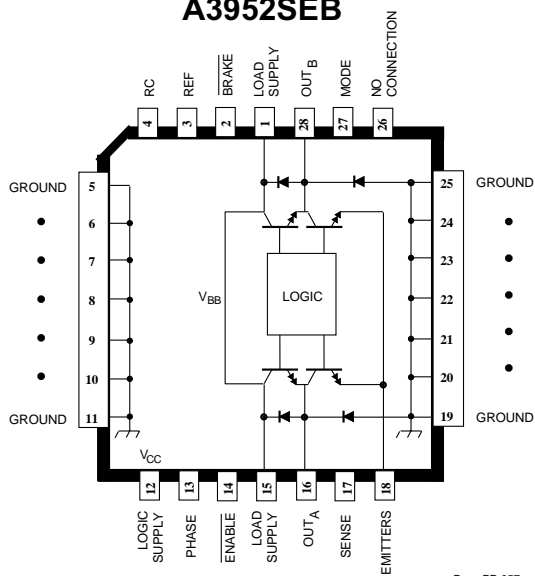 A3952SEB
RC
REF
BRAKE
LOAD
SUPPLY
OUT B
MODE
NO
CONNECTION
4
3
2
1
28
27
26
GROUND
5
6
7
8
9
10
GROUND
11
25
GROUND
24
23
22
21
20
19
GROUND
VBB
LOGIC
VCC
12
13
14
15
16
17
18
LOGIC
SUPPLY
PHASE
ENABLE
LOAD
SUPPLY
OUTA
SENSE
EMITTERS